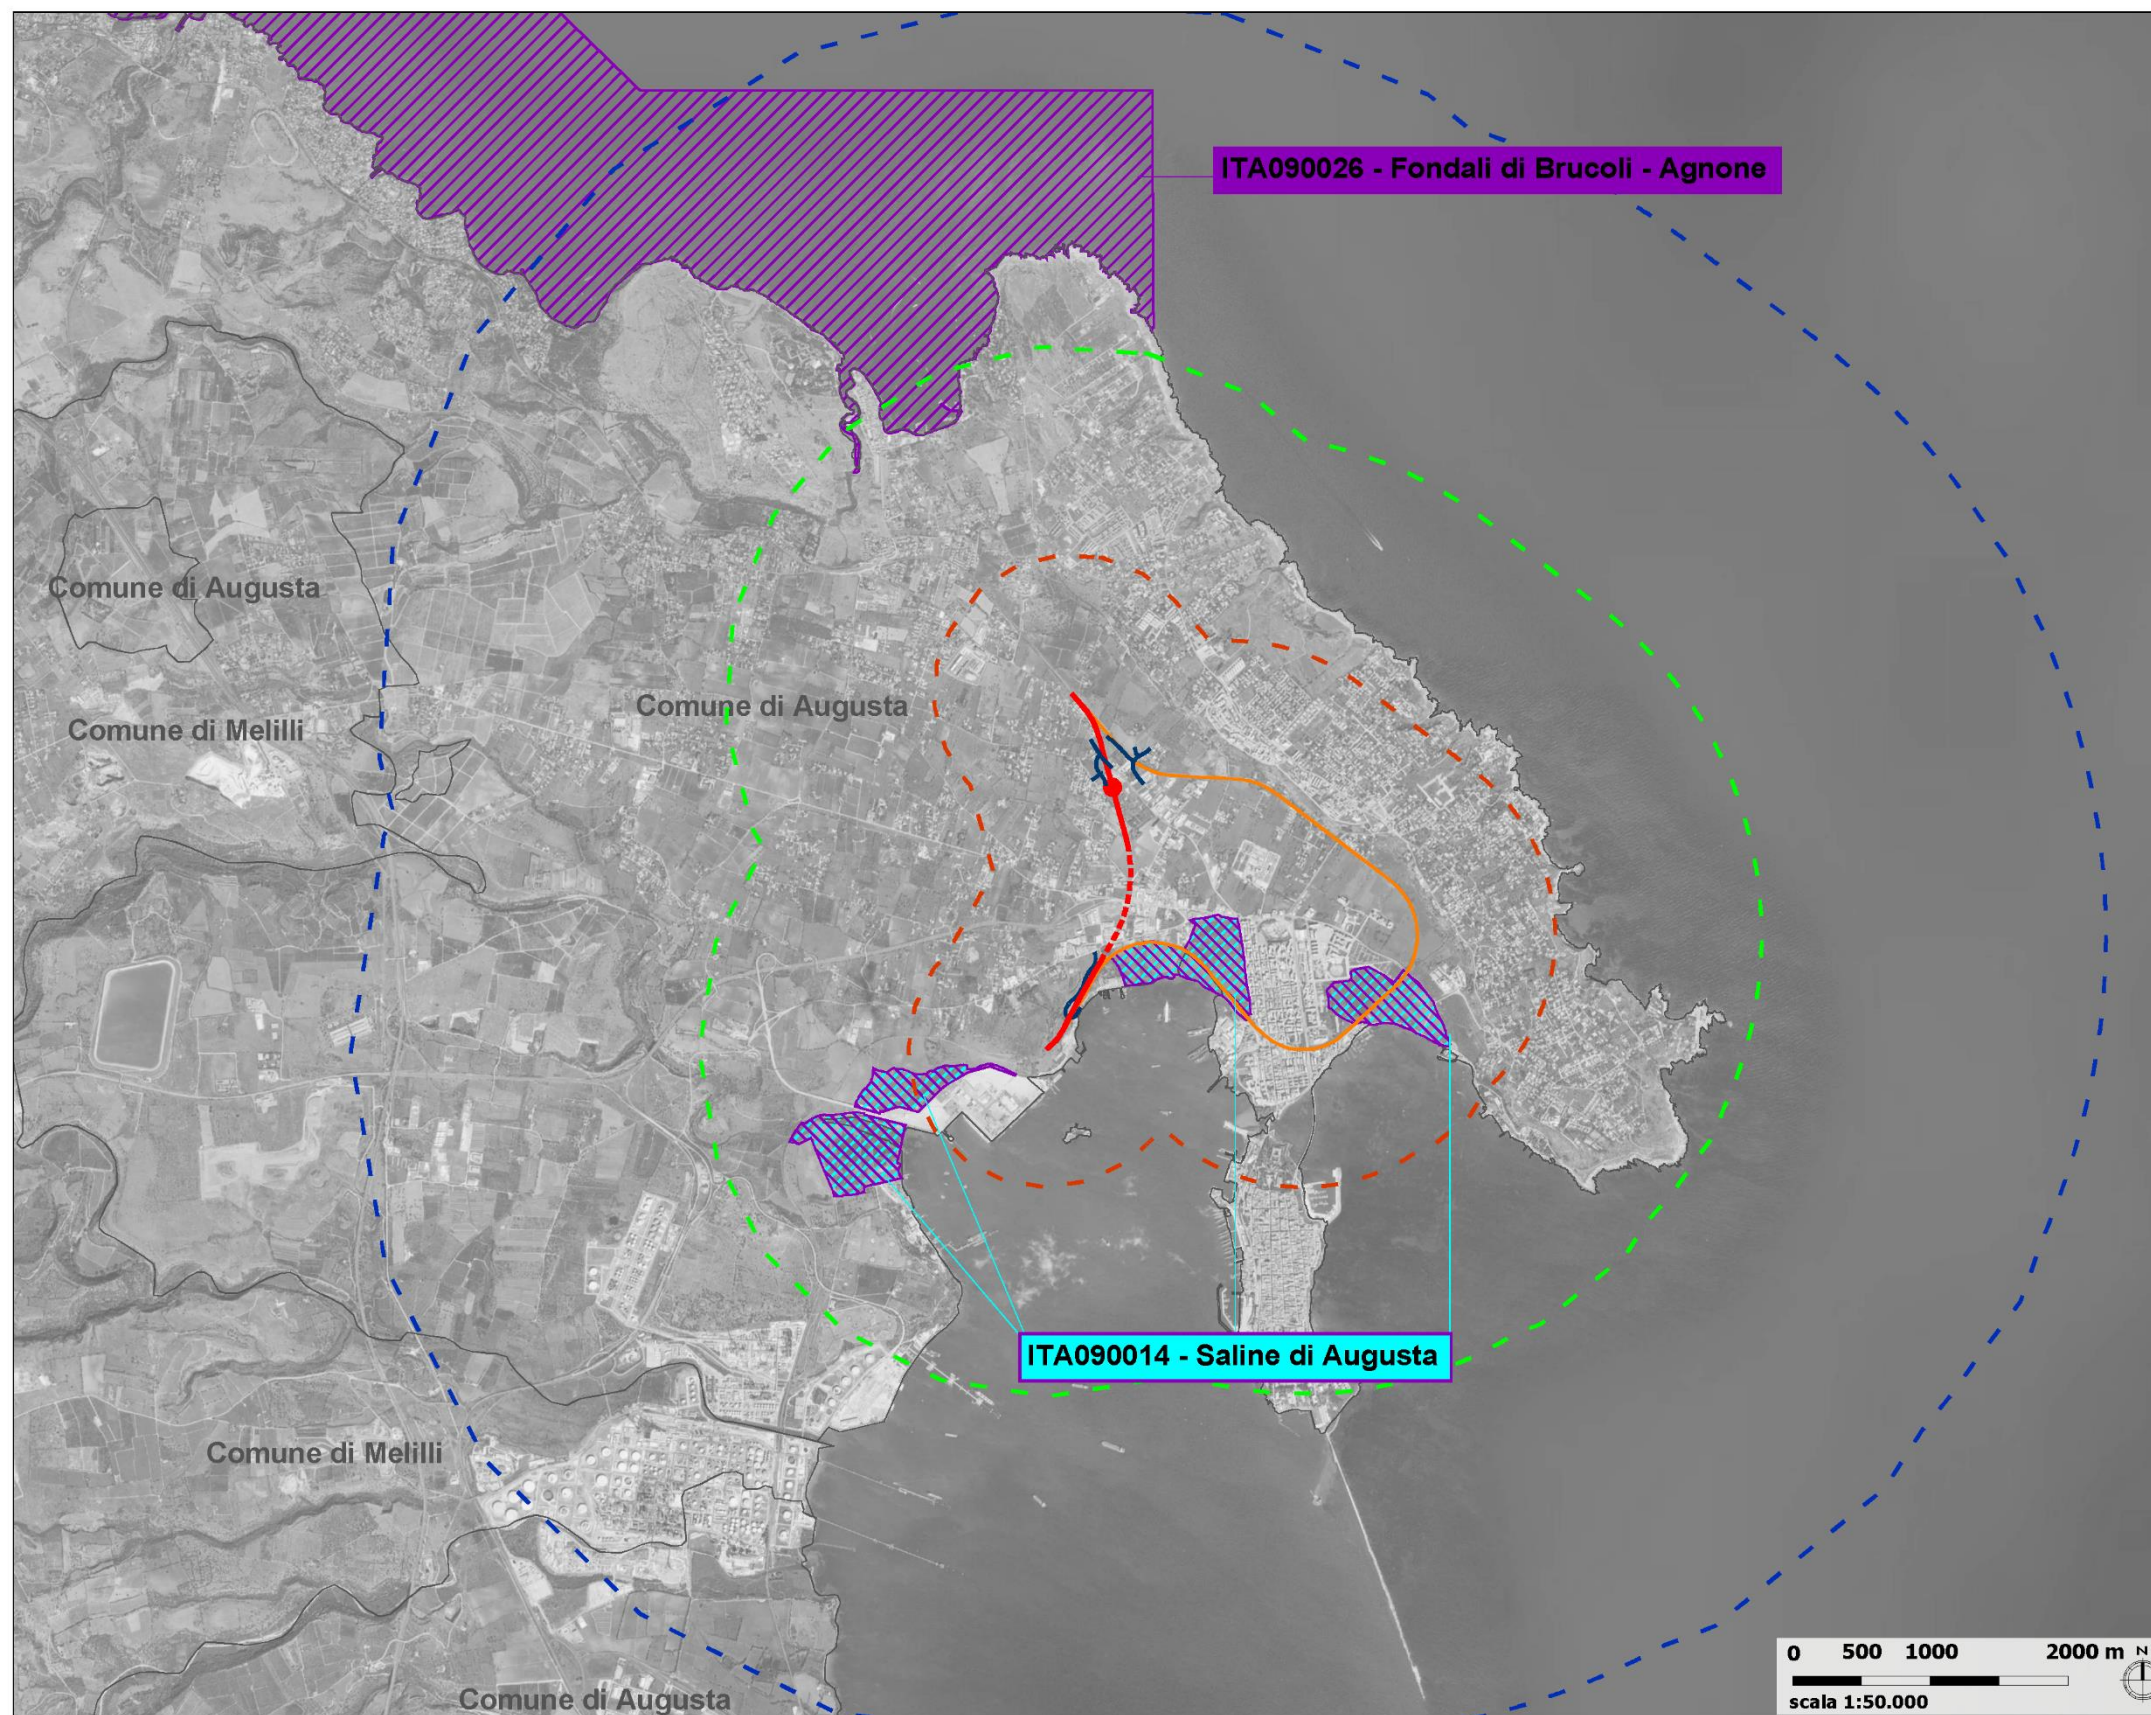 ITA090026 - Fondali di Brucoli - Agnone
Comune di Augusta
Comune di Augusta
Comune di Melilli
ITA090014 - Saline di Augusta
Comune di Melilli
Comune di Augusta
0 500 1000 2000 m N
scala 1:50.000